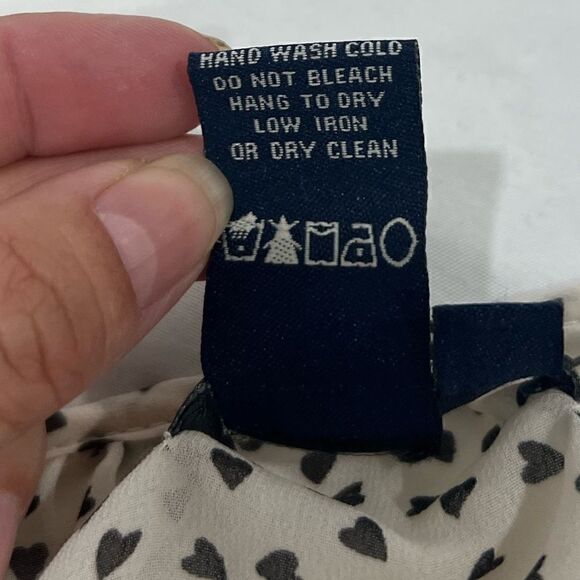 HAND WASH COLD
DO NOT BLEACH
HANG TO DRY
LOW IRON
OR DRY CLEAN